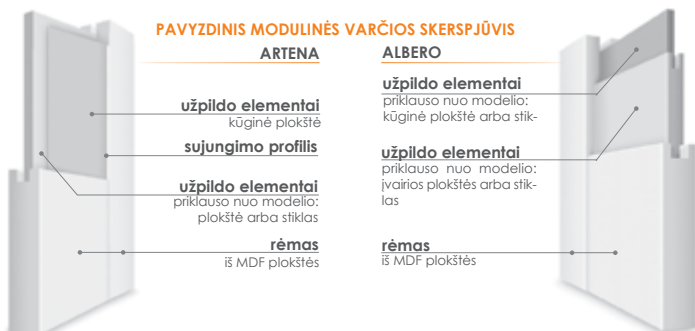 PAVYZDINIS MODULINĖS VARČIOS SKERSPJŪVIS
ARTENA
užpildo elementai
kūginė plokštė
sujungimo profilis
užpildo elementai
priklauso nuo modelio:
plokštė arba stiklas
rėmas
iš MDF plokštės
ALBERO
užpildo elementai
priklauso nuo modelio:
kūginė plokštė arba stik-
užpildo elementai
priklauso nuo modelio:
įvairios plokštės arba stik-
las
rėmas
iš MDF plokštės